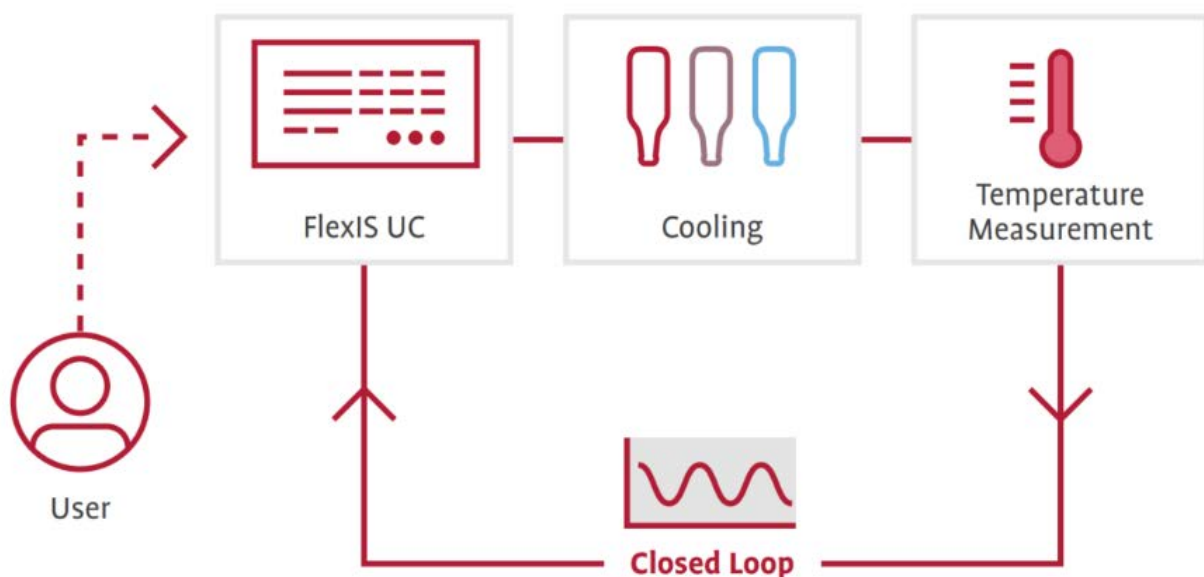 FlexIS UC
Cooling
Temperature
Measurement
User
Closed Loop